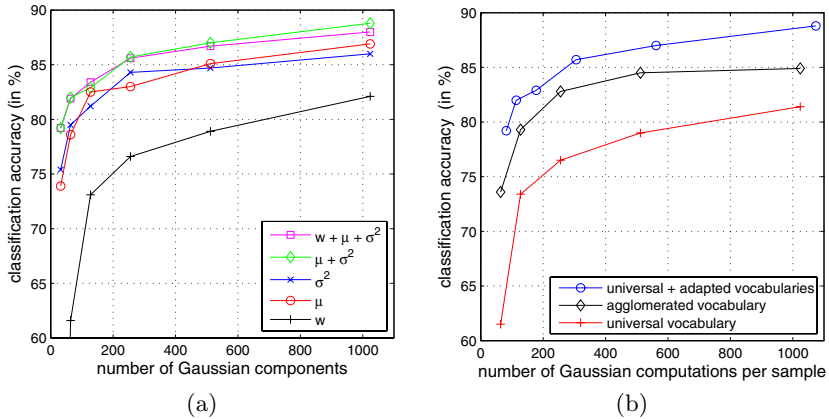 classification accuracy (in %)
90
85
80
75
70
65
60
0
200
400
600
800
1000
number of Gaussian components
w + μ + σ²
μ + σ²
σ²
μ
w
(a)
classification accuracy (in %)
90
85
80
75
70
65
60
0
200
400
600
800
1000
number of Gaussian computations per sample
universal + adapted vocabularies
agglomerated vocabulary
universal vocabulary
(b)